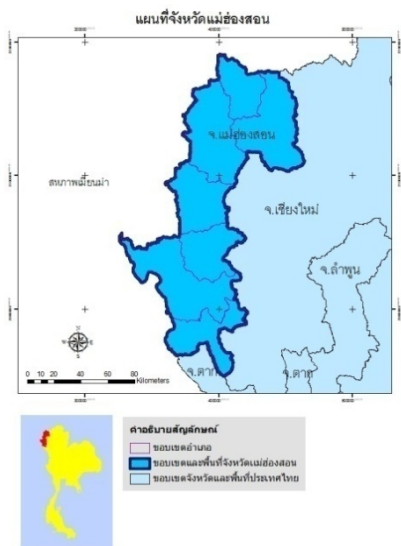 แผนที่จังหวัดแม่ฮ่องสอน
จ.แม่ฮ่องสอน
สหภาพเมียนม่า
จ.เชียงใหม่
จ.ลำพูน
จ.ตาก
จ.ตาก
0 10 20 40 60 80
Kilometers
คำอธิบายสัญลักษณ์
ขอบเขตอำเภอ
ขอบเขตและพื้นที่จังหวัดแม่ฮ่องสอน
ขอบเขตจังหวัดและพื้นที่ประเทศไทย